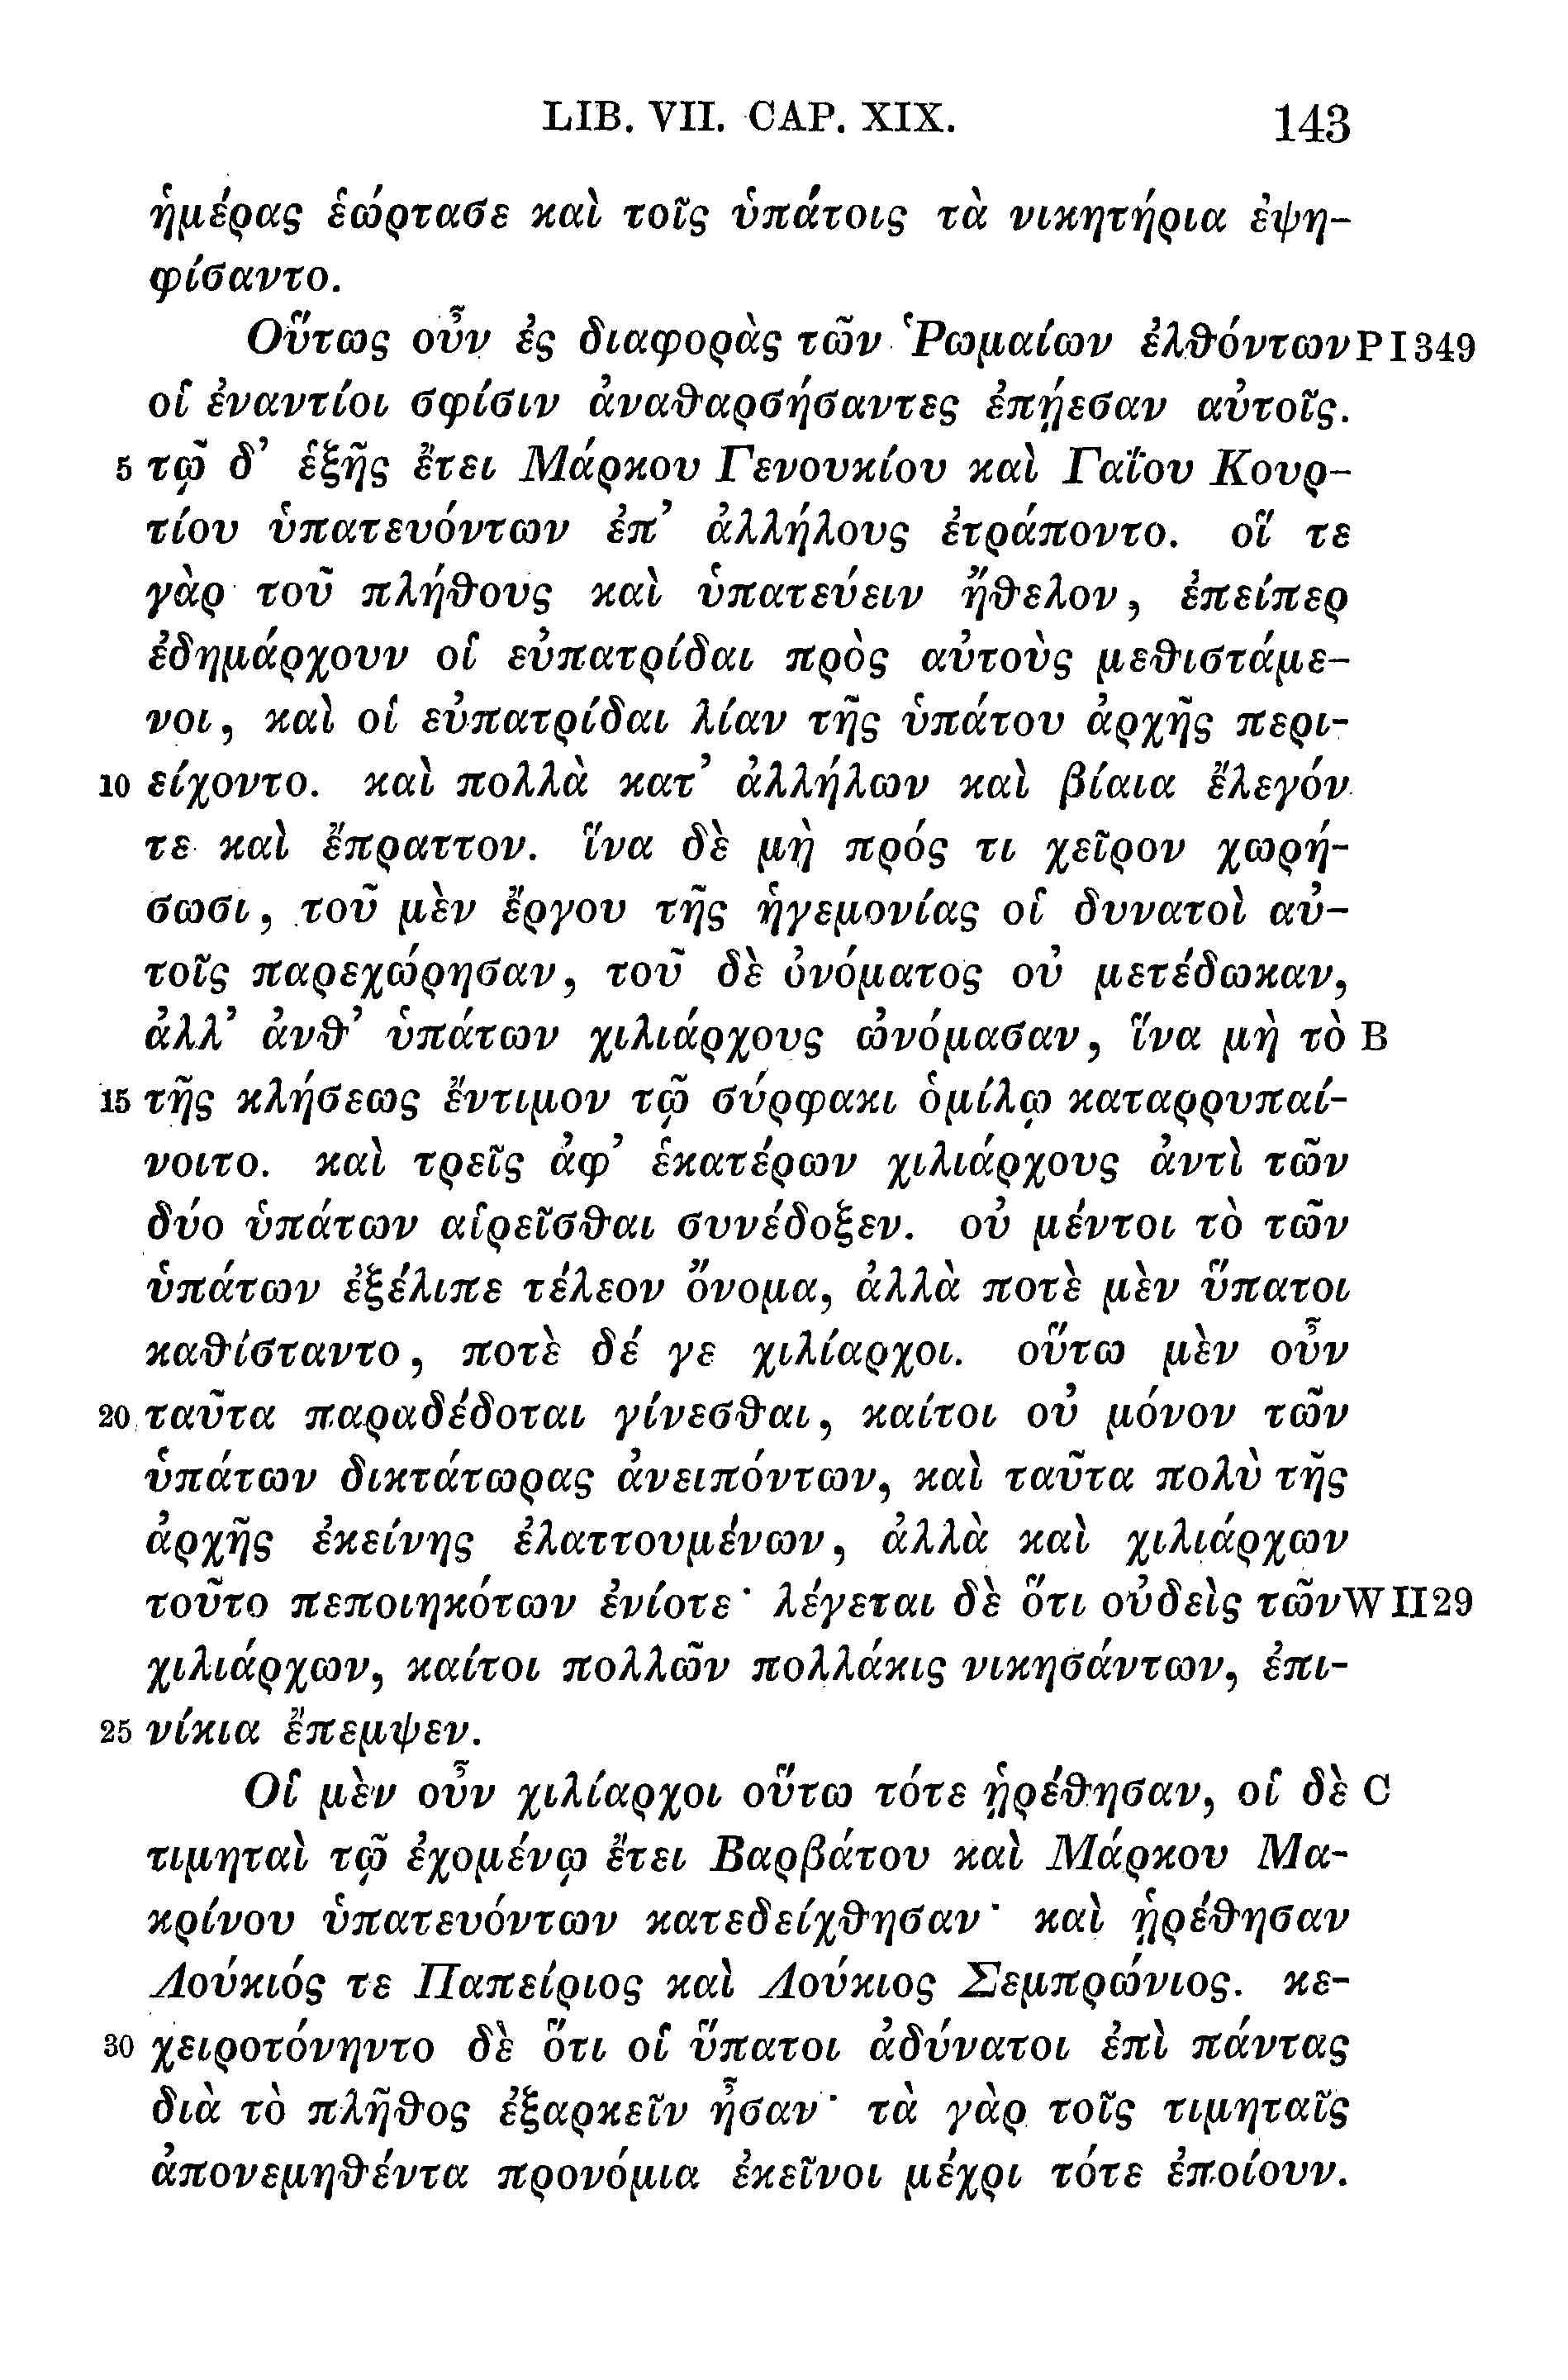 LIB. VII. CAP. XIX. 143
ἡμέρας ἑώρτασε καὶ τοῖς ὑπάτοις τὰ νικητήρια ἐψη-
φίσαντο.
Οὕτως οὖν ἐς διαφορὰς τῶν Ῥωμαίων ἐλθόντων P I 349
οἱ ἐναντίοι σφίσιν ἀναθαρσήσαντες ἐπῄεσαν αὐτοῖς.
5 τῷ δ’ ἑξῆς ἔτει Μάρκου Γενουκίου καὶ Γαΐου Κουρ-
τίου ὑπατευόντων ἐπ’ ἀλλήλους ἐτράποντο. οἵ τε
γὰρ τοῦ πλήθους καὶ ὑπατεύειν ἤθελον, ἐπείπερ
ἐδημάρχουν οἱ εὐπατρίδαι πρὸς αὐτοὺς μεθιστάμε-
νοι, καὶ οἱ εὐπατρίδαι λίαν τῆς ὑπάτου ἀρχῆς περι-
10 είχοντο. καὶ πολλὰ κατ’ ἀλλήλων καὶ βίαια ἔλεγόν
τε καὶ ἔπραττον. ἵνα δὲ μὴ πρός τι χεῖρον χωρή-
σωσι, τοῦ μὲν ἔργου τῆς ἡγεμονίας οἱ δυνατοὶ αὐ-
τοῖς παρεχώρησαν, τοῦ δὲ ὀνόματος οὐ μετέδωκαν,
ἀλλ’ ἀνθ’ ὑπάτων χιλιάρχους ὠνόμασαν, ἵνα μὴ τὸ B
15 τῆς κλήσεως ἔντιμον τῷ σύρφακι ὁμίλῳ καταρρυπαί-
νοιτο. καὶ τρεῖς ἀφ’ ἑκατέρων χιλιάρχους ἀντὶ τῶν
δύο ὑπάτων αἱρεῖσθαι συνέδοξεν. οὐ μέντοι τὸ τῶν
ὑπάτων ἐξέλιπε τέλεον ὄνομα, ἀλλὰ ποτὲ μὲν ὕπατοι
καθίσταντο, ποτὲ δέ γε χιλίαρχοι. οὕτω μὲν οὖν
20 ταῦτα παραδέδοται γίνεσθαι, καίτοι οὐ μόνον τῶν
ὑπάτων δικτάτωρας ἀνειπόντων, καὶ ταῦτα πολὺ τῆς
ἀρχῆς ἐκείνης ἐλαττουμένων, ἀλλὰ καὶ χιλιάρχων
τοῦτο πεποιηκότων ἐνίοτε· λέγεται δὲ ὅτι οὐδεὶς τῶν W II 29
χιλιάρχων, καίτοι πολλῶν πολλάκις νικησάντων, ἐπι-
25 νίκια ἔπεμψεν.
Οἱ μὲν οὖν χιλίαρχοι οὕτω τότε ᾑρέθησαν, οἱ δὲ C
τιμηταὶ τῷ ἐχομένῳ ἔτει Βαρβάτου καὶ Μάρκου Μα-
κρίνου ὑπατευόντων κατεδείχθησαν· καὶ ᾑρέθησαν
Λούκιός τε Παπείριος καὶ Λούκιος Σεμπρώνιος. κε-
30 χειροτόνηντο δὲ ὅτι οἱ ὕπατοι ἀδύνατοι ἐπὶ πάντας
διὰ τὸ πλῆθος ἐξαρκεῖν ἦσαν· τὰ γὰρ τοῖς τιμηταῖς
ἀπονεμηθέντα προνόμια ἐκεῖνοι μέχρι τότε ἐποίουν.